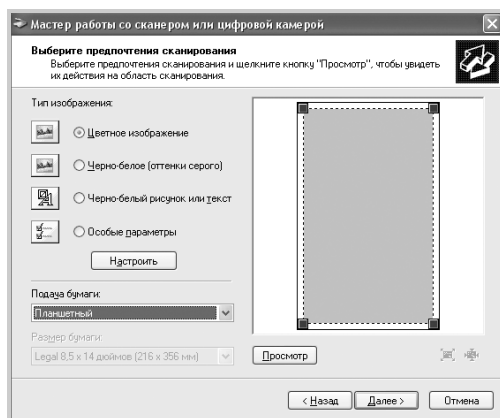 Мастер работы со сканером или цифровой камерой
Выберите предпочтения сканирования
Выберите предпочтения сканирования и щелкните кнопку "Просмотр", чтобы увидеть
их действия на область сканирования.
Тип изображения:
Цветное изображение
Черно-белое (оттенки серого)
Черно-белый рисунок или текст
Особые параметры
Настроить
Подача бумаги:
Планшетный
Размер бумаги:
Legal 8,5 x 14 дюймов (216 x 356 мм)
Просмотр
< Назад
Далее >
Отмена